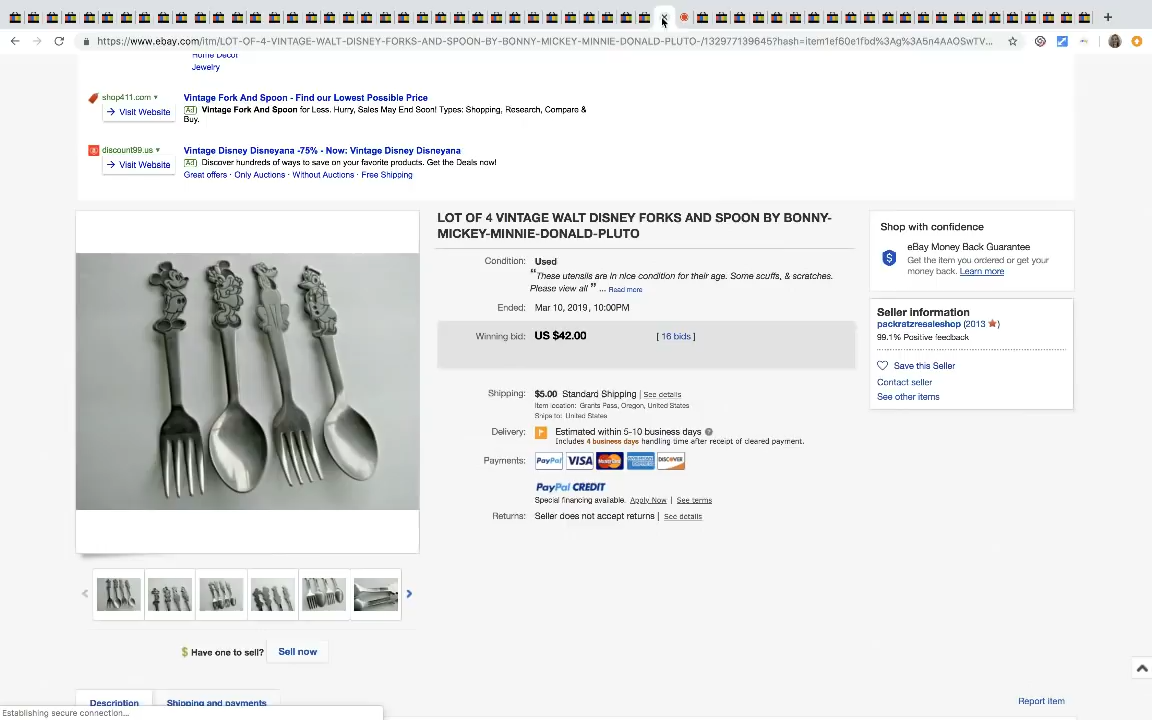 https://www.ebay.com/itm/LOT-OF-4-VINTAGE-WALT-DISNEY-FORKS-AND-SPOON-BY-BONNY-MICKEY-MINNIE-DONALD-PLUTO-/132977139645?hash=item1ef60e1fbd%3Ag%3A5n4AAOSwTV...
Home Decor
Jewelry
shop411.com
Visit Website
Vintage Fork And Spoon - Find our Lowest Possible Price
Ad Vintage Fork And Spoon for Less. Hurry, Sales May End Soon! Types: Shopping, Research, Compare &
Buy.
discount99.us
Visit Website
Vintage Disney Disneyana -75% - Now: Vintage Disney Disneyana
Ad Discover hundreds of ways to save on your favorite products. Get the Deals now!
Great offers · Only Auctions · Without Auctions · Free Shipping
LOT OF 4 VINTAGE WALT DISNEY FORKS AND SPOON BY BONNY-
MICKEY-MINNIE-DONALD-PLUTO
Condition: Used
"These utensils are in nice condition for their age. Some scuffs, & scratches.
Please view all " ... Read more
Ended: Mar 10, 2019 , 10:00PM
Winning bid: US $42.00 [ 16 bids ]
Shipping: $5.00 Standard Shipping | See details
Item location: Grants Pass, Oregon, United States
Ships to: United States
Delivery: Estimated within 5-10 business days
Includes 4 business days handling time after receipt of cleared payment.
Payments: PayPal VISA MasterCard AMERICAN EXPRESS DISCOVER
PayPal CREDIT
Special financing available. Apply Now | See terms
Returns: Seller does not accept returns | See details
Shop with confidence
eBay Money Back Guarantee
Get the item you ordered or get your
money back. Learn more
Seller information
packratzresaleshop (2013 ★)
99.1% Positive feedback
Save this Seller
Contact seller
See other items
Have one to sell? Sell now
Description Shipping and payments
Report item
Establishing secure connection...